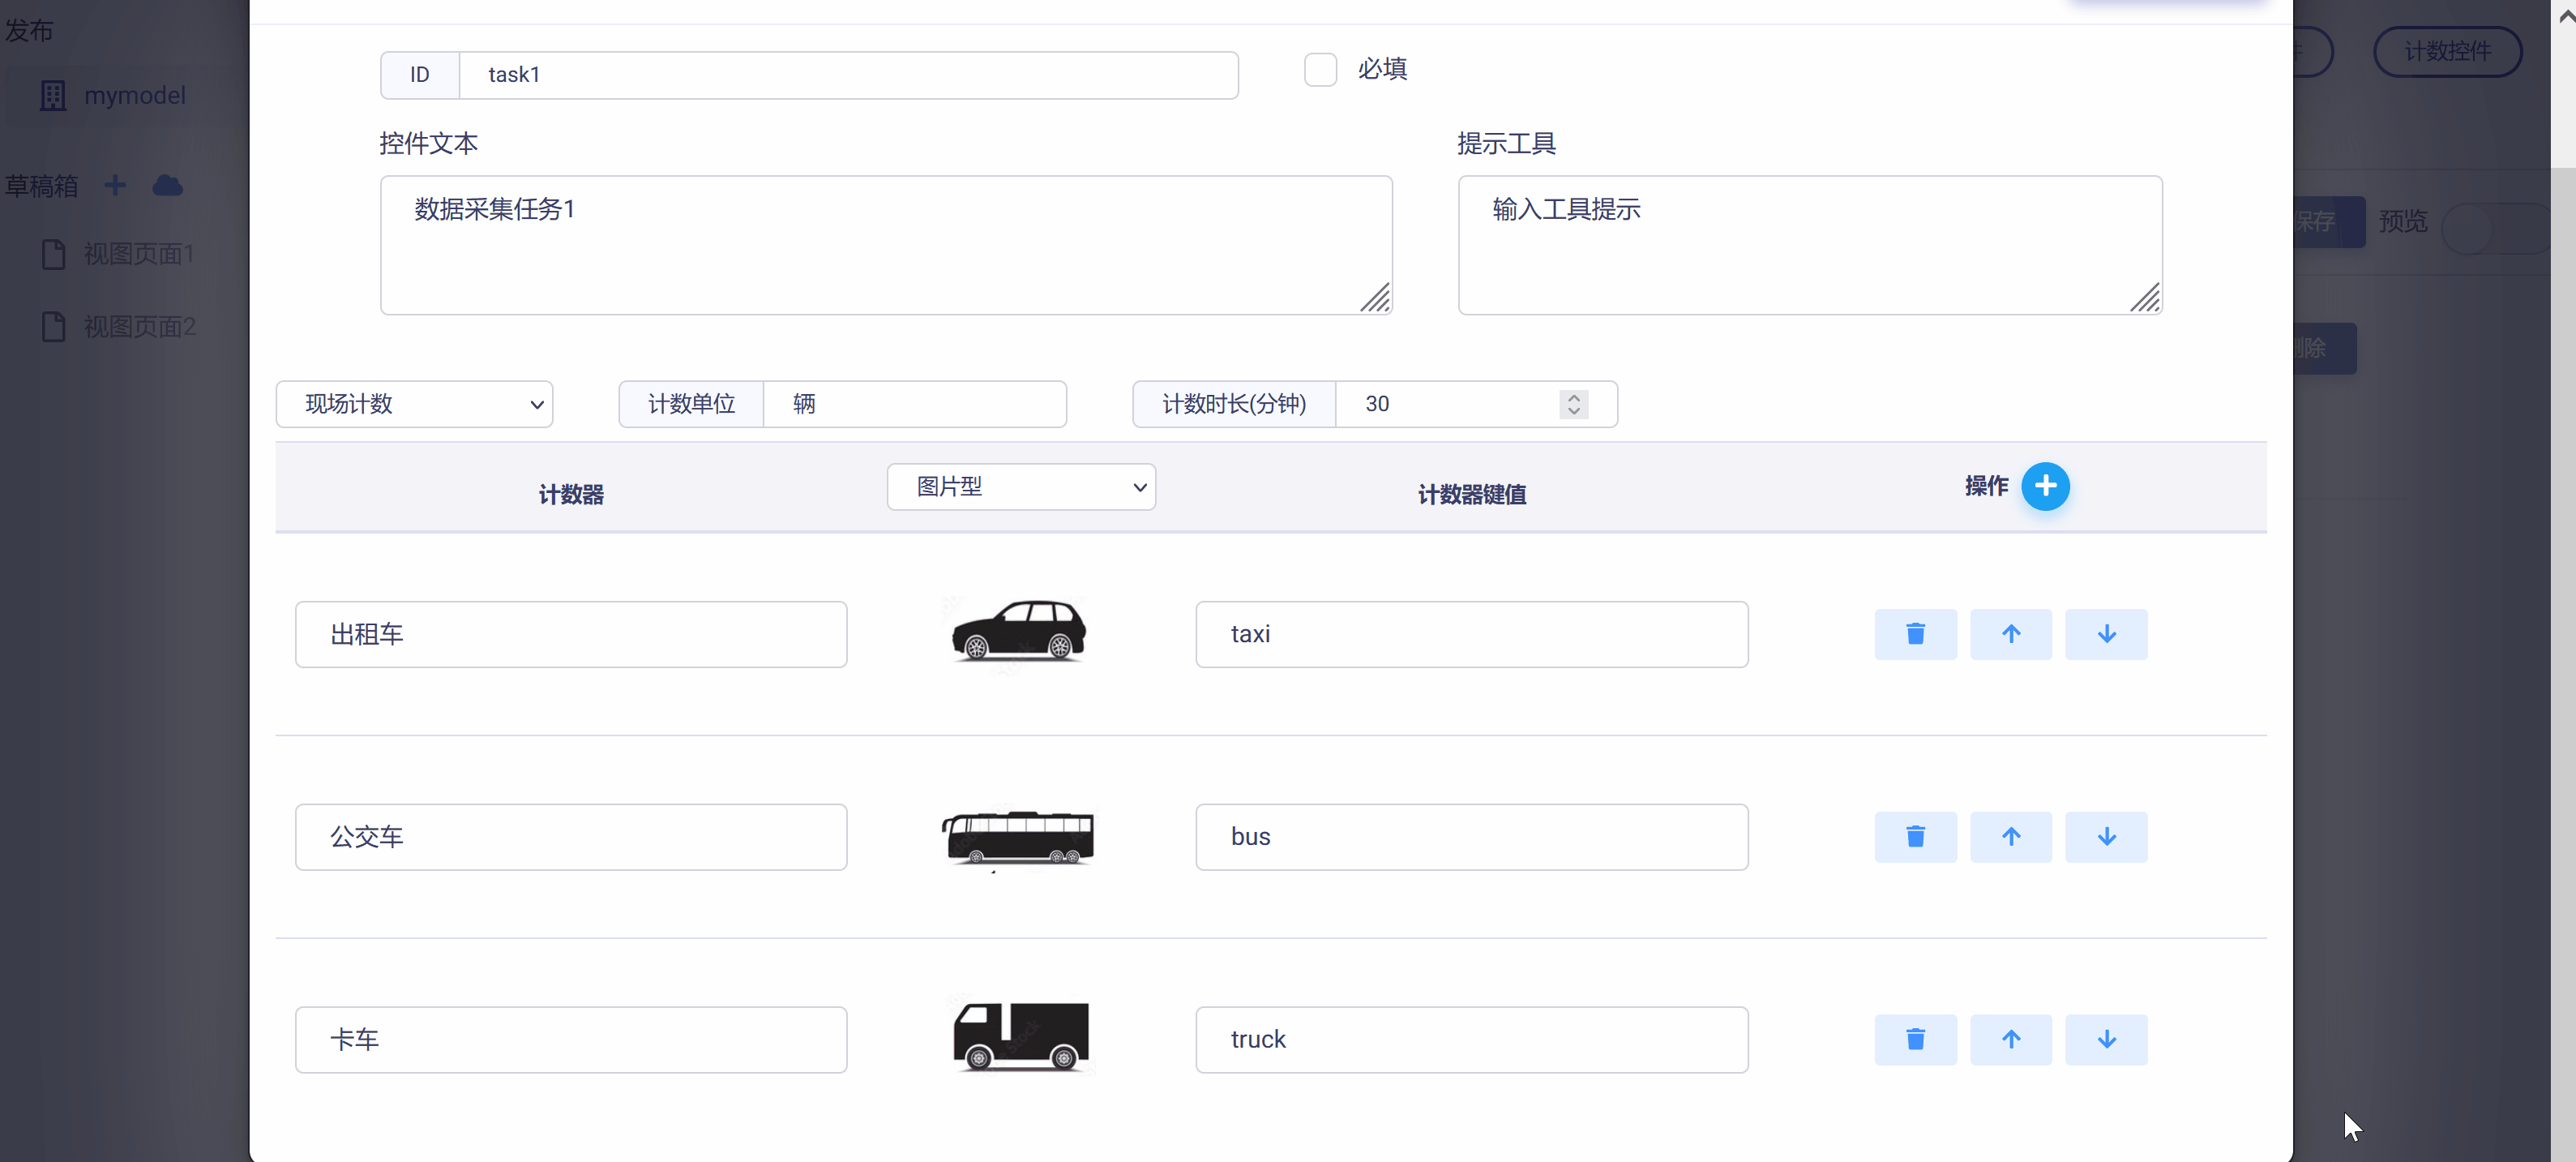 发布
mymodel
草稿箱
视图页面1
视图页面2
计数控件
保存
预览
删除
ID
task1
必填
控件文本
提示工具
数据采集任务1
输入工具提示
现场计数
计数单位
辆
计数时长(分钟)
30
计数器
图片型
计数器键值
操作
出租车
taxi
公交车
bus
卡车
truck